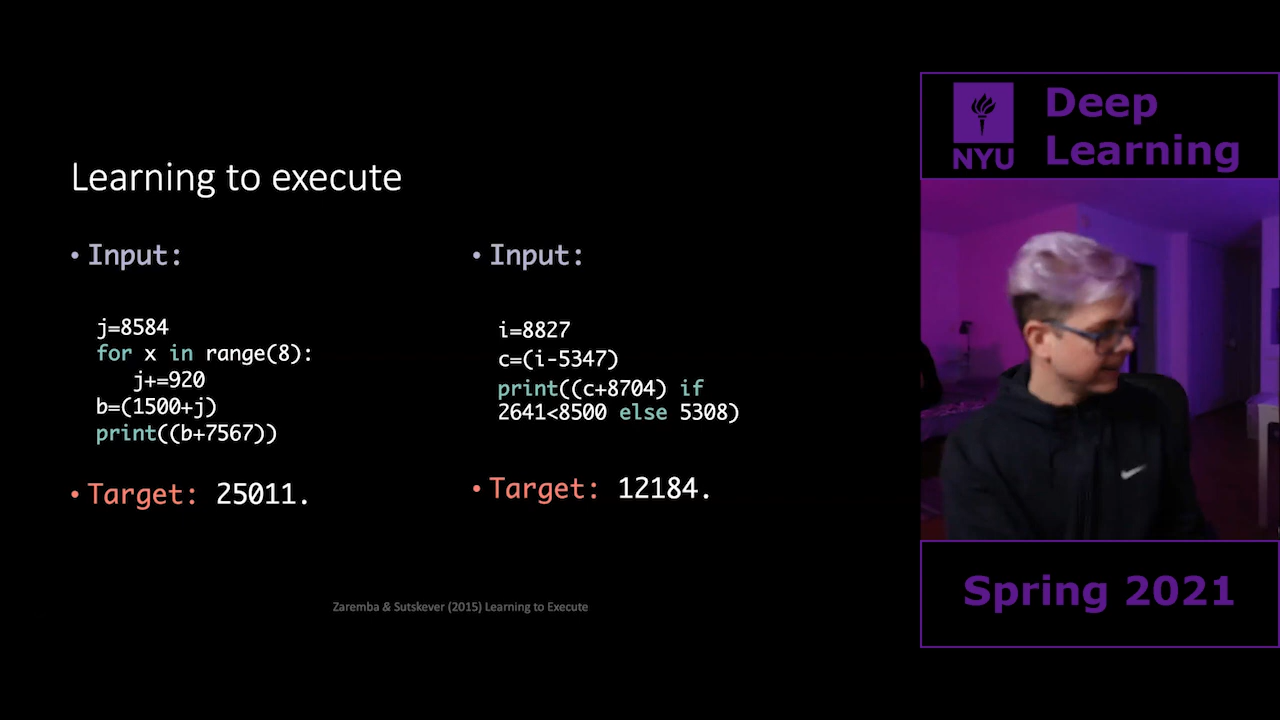 Learning to execute
• Input:
j=8584
for x in range(8):
j+=920
b=(1500+j)
print((b+7567))
• Target: 25011.
• Input:
i=8827
c=(i-5347)
print((c+8704) if
2641<8500 else 5308)
• Target: 12184.
Zaremba & Sutskever (2015) Learning to Execute
NYU
Deep
Learning
Spring 2021